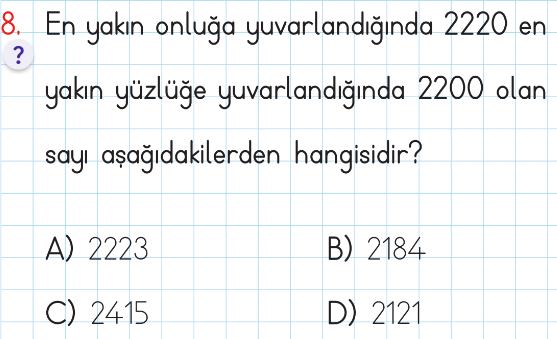 8. En yakın onluğa yuvarlandığında 2220 en
?
yakın yüzlüğe yuvarlandığında 2200 olan
sayı aşağıdakilerden hangisidir?
A) 2223 B) 2184
C) 2415 D) 2121